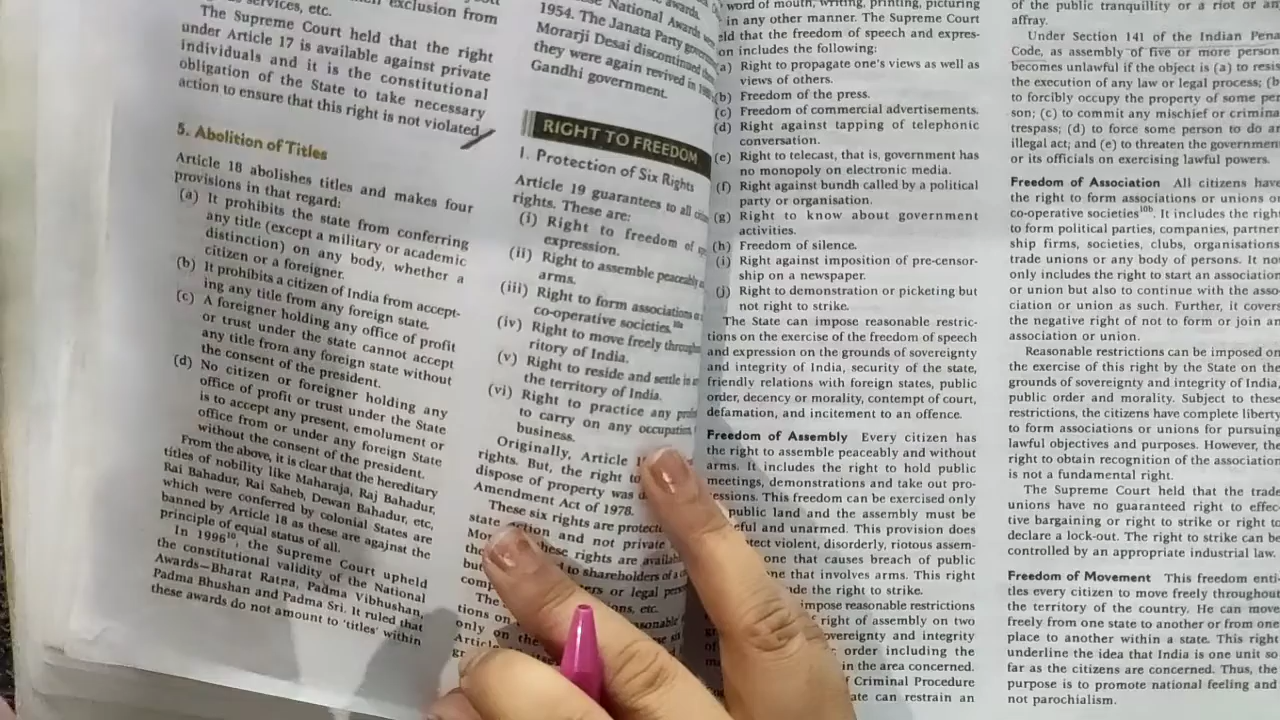 exclusion from
services, etc.
The Supreme Court held that the right
under Article 17 is available against private
individuals and it is the constitutional
obligation of the State to take necessary
action to ensure that this right is not violated
5. Abolition of Titles
Article 18 abolishes titles and makes four
provisions in that regard:
(a) It prohibits the state from conferring
any title (except a military or academic
distinction) on any body, whether a
citizen or a foreigner.
(b) It prohibits a citizen of India from accept-
ing any title from any foreign state.
(c) A foreigner holding any office of profit
or trust under the state cannot accept
any title from any foreign state without
the consent of the president.
(d) No citizen or foreigner holding any
office of profit or trust under the State
is to accept any present, emolument or
office from or under any foreign State
without the consent of the president.
From the above, it is clear that the hereditary
titles of nobility like Maharaja, Raj Bahadur,
Rai Bahadur, Rai Saheb, Dewan Bahadur, etc,
which were conferred by colonial States are
banned by Article 18 as these are against the
principle of equal status of all.
In 1996¹⁰, the Supreme Court upheld
the constitutional validity of the National
Awards—Bharat Ratna, Padma Vibhushan,
Padma Bhushan and Padma Sri. It ruled that
these awards do not amount to 'titles' within
National Awards
1954. The Janata Party
Morarji Desai discontinued
they were again revived in
Gandhi government.
RIGHT TO FREEDOM
1. Protection of Six Rights
Article 19 guarantees to all
rights. These are:
(i) Right to freedom of
expression.
(ii) Right to assemble peaceably
arms.
(iii) Right to form associations
co-operative societies.
(iv) Right to move freely
ritory of India.
(v) Right to reside and settle in
the territory of India.
(vi) Right to practice any
to carry on any occupation,
business.
Originally, Article
rights. But, the right to
dispose of property was
Amendment Act of 1978.
These six rights are
state action and not private
these rights are
to shareholders of a
or legal
etc.
The
tions on
only on the
word of mouth, writing, printing, picturing
in any other manner. The Supreme Court
held that the freedom of speech and expres-
sion includes the following:
(a) Right to propagate one's views as well as
views of others.
(b) Freedom of the press.
(c) Freedom of commercial advertisements.
(d) Right against tapping of telephonic
conversation.
(e) Right to telecast, that is, government has
no monopoly on electronic media.
(f) Right against bundh called by a political
party or organisation.
(g) Right to know about government
activities.
(h) Freedom of silence.
(i) Right against imposition of pre-censor-
ship on a newspaper.
(j) Right to demonstration or picketing but
not right to strike.
The State can impose reasonable restric-
tions on the exercise of the freedom of speech
and expression on the grounds of sovereignty
and integrity of India, security of the state,
friendly relations with foreign states, public
order, decency or morality, contempt of court,
defamation, and incitement to an offence.
Freedom of Assembly Every citizen has
the right to assemble peaceably and without
arms. It includes the right to hold public
meetings, demonstrations and take out pro-
cessions. This freedom can be exercised only
public land and the assembly must be
and unarmed. This provision does
violent, disorderly, riotous assem-
one that causes breach of public
that involves arms. This right
the right to strike.
impose reasonable restrictions
right of assembly on two
sovereignty and integrity
order including the
in the area concerned.
Criminal Procedure
can restrain an
of the public tranquillity or a riot or an
affray.
Under Section 141 of the Indian Pena
Code, as assembly of five or more person
becomes unlawful if the object is (a) to resis
the execution of any law or legal process; (b
to forcibly occupy the property of some per
son; (c) to commit any mischief or crimina
trespass; (d) to force some person to do an
illegal act; and (e) to threaten the governmen
or its officials on exercising lawful powers.
Freedom of Association All citizens have
the right to form associations or unions o
co-operative societies¹⁰ᵇ. It includes the right
to form political parties, companies, partner
ship firms, societies, clubs, organisations
trade unions or any body of persons. It no
only includes the right to start an association
or union but also to continue with the asso
ciation or union as such. Further, it cover
the negative right of not to form or join an
association or union.
Reasonable restrictions can be imposed on
the exercise of this right by the State on the
grounds of sovereignty and integrity of India
public order and morality. Subject to these
restrictions, the citizens have complete liberty
to form associations or unions for pursuing
lawful objectives and purposes. However, the
right to obtain recognition of the association
is not a fundamental right.
The Supreme Court held that the trade
unions have no guaranteed right to effec
tive bargaining or right to strike or right to
declare a lock-out. The right to strike can be
controlled by an appropriate industrial law.
Freedom of Movement This freedom enti
tles every citizen to move freely throughout
the territory of the country. He can move
freely from one state to another or from one
place to another within a state. This right
underline the idea that India is one unit so
far as the citizens are concerned. Thus, the
purpose is to promote national feeling and
not parochialism.